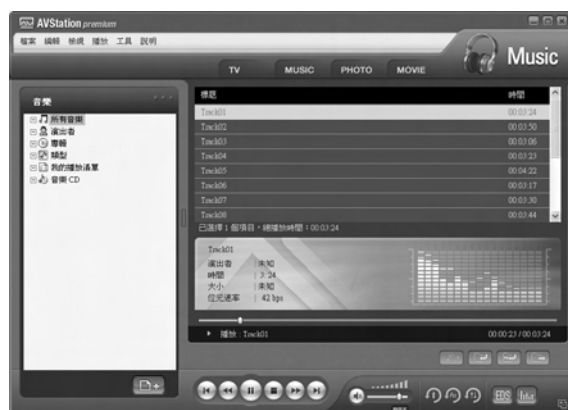 AVStation premium
檔案 編輯 檢視 播放 工具 說明
Music
TV MUSIC PHOTO MOVIE
音樂
所有音樂
演出者
專輯
類型
我的播放清單
音樂 CD
標題 時間
Track01 00:03:24
Track02 00:03:50
Track03 00:03:06
Track04 00:03:23
Track05 00:04:22
Track06 00:03:17
Track07 00:03:30
Track08 00:03:44
已選擇 1 個項目，總播放時間：00:03:24
Track01
演出者 | 未知
時間 | 3:24
大小 | 未知
位元速率 | 42 bps
播放：Track01 00:00:23 / 00:03:24
EDS